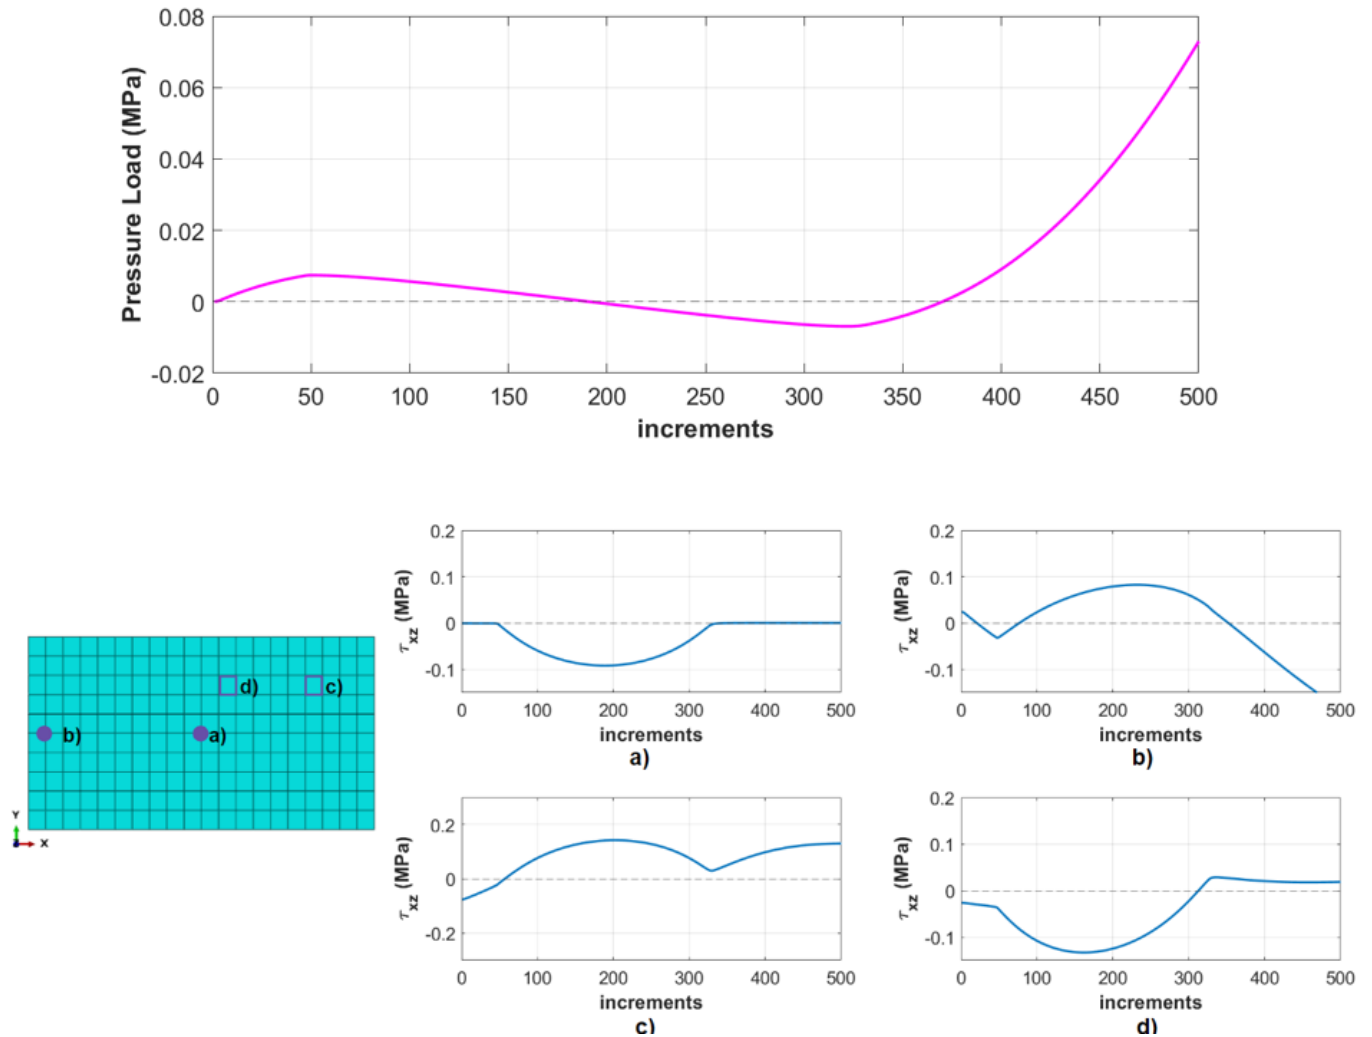 0.08
0.06
0.04
0.02
0
-0.02
Pressure Load (MPa)
0 50 100 150 200 250 300 350 400 450 500
increments
d) c)
b) a)
Y
Z X
0.2
0.1
0
-0.1
τxz (MPa)
0 100 200 300 400 500
increments
a)
0.2
0.1
0
-0.1
τxz (MPa)
0 100 200 300 400 500
increments
b)
0.2
0
-0.2
τxz (MPa)
0 100 200 300 400 500
increments
c)
0.2
0.1
0
-0.1
τxz (MPa)
0 100 200 300 400 500
increments
d)